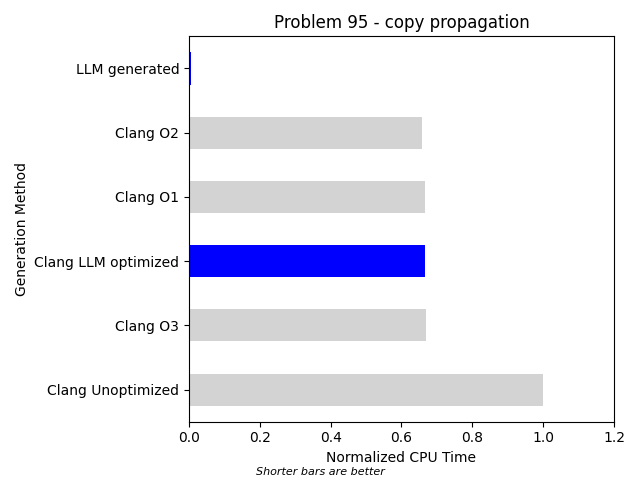 Problem 95 - copy propagation
LLM generated
Clang O2
Clang O1
Clang LLM optimized
Clang O3
Clang Unoptimized
Generation Method
0.0 0.2 0.4 0.6 0.8 1.0 1.2
Normalized CPU Time
Shorter bars are better